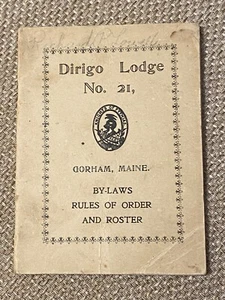 Dirigo Lodge
No. 21,
GORHAM, MAINE.
BY-LAWS
RULES OF ORDER
AND ROSTER